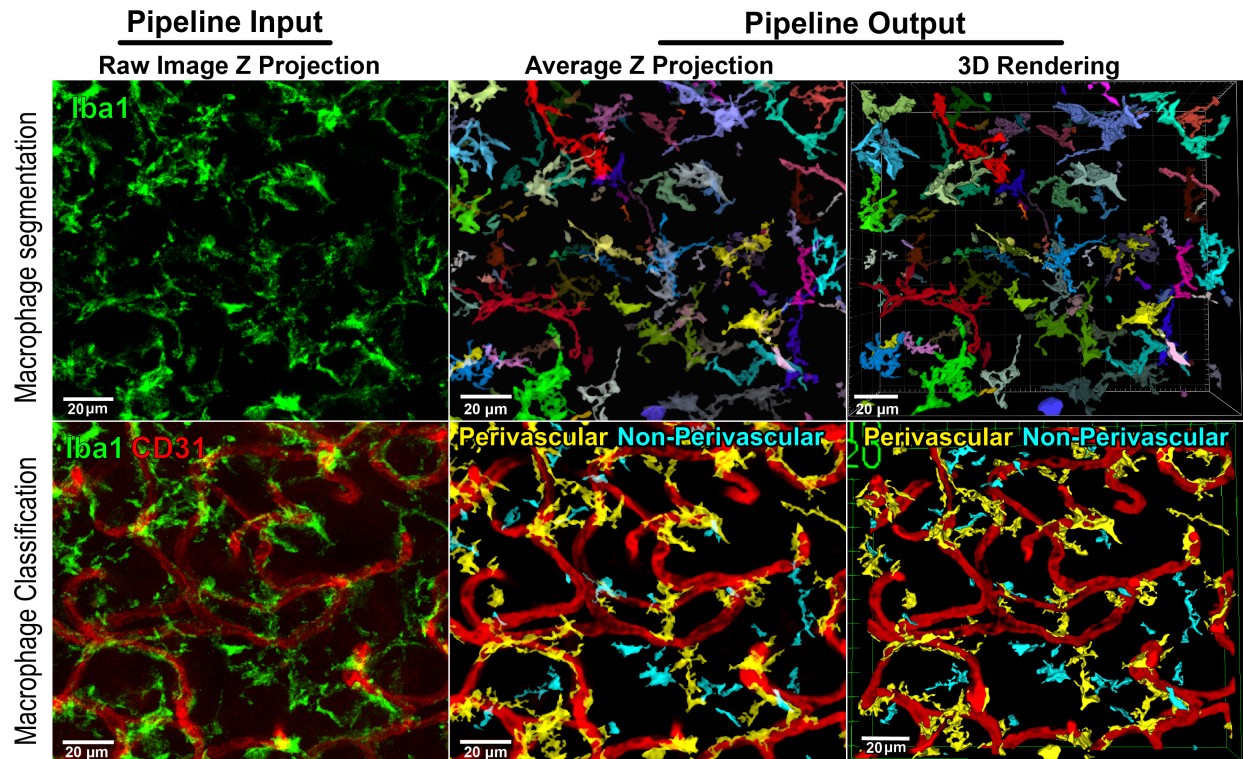 Pipeline Input
Pipeline Output
Raw Image Z Projection
Average Z Projection
3D Rendering
Macrophage segmentation
Iba1
20 µm
20 µm
20 µm
Macrophage Classification
Iba1 CD31
Perivascular Non-Perivascular
Perivascular Non-Perivascular
20
20 µm
20 µm
20µm